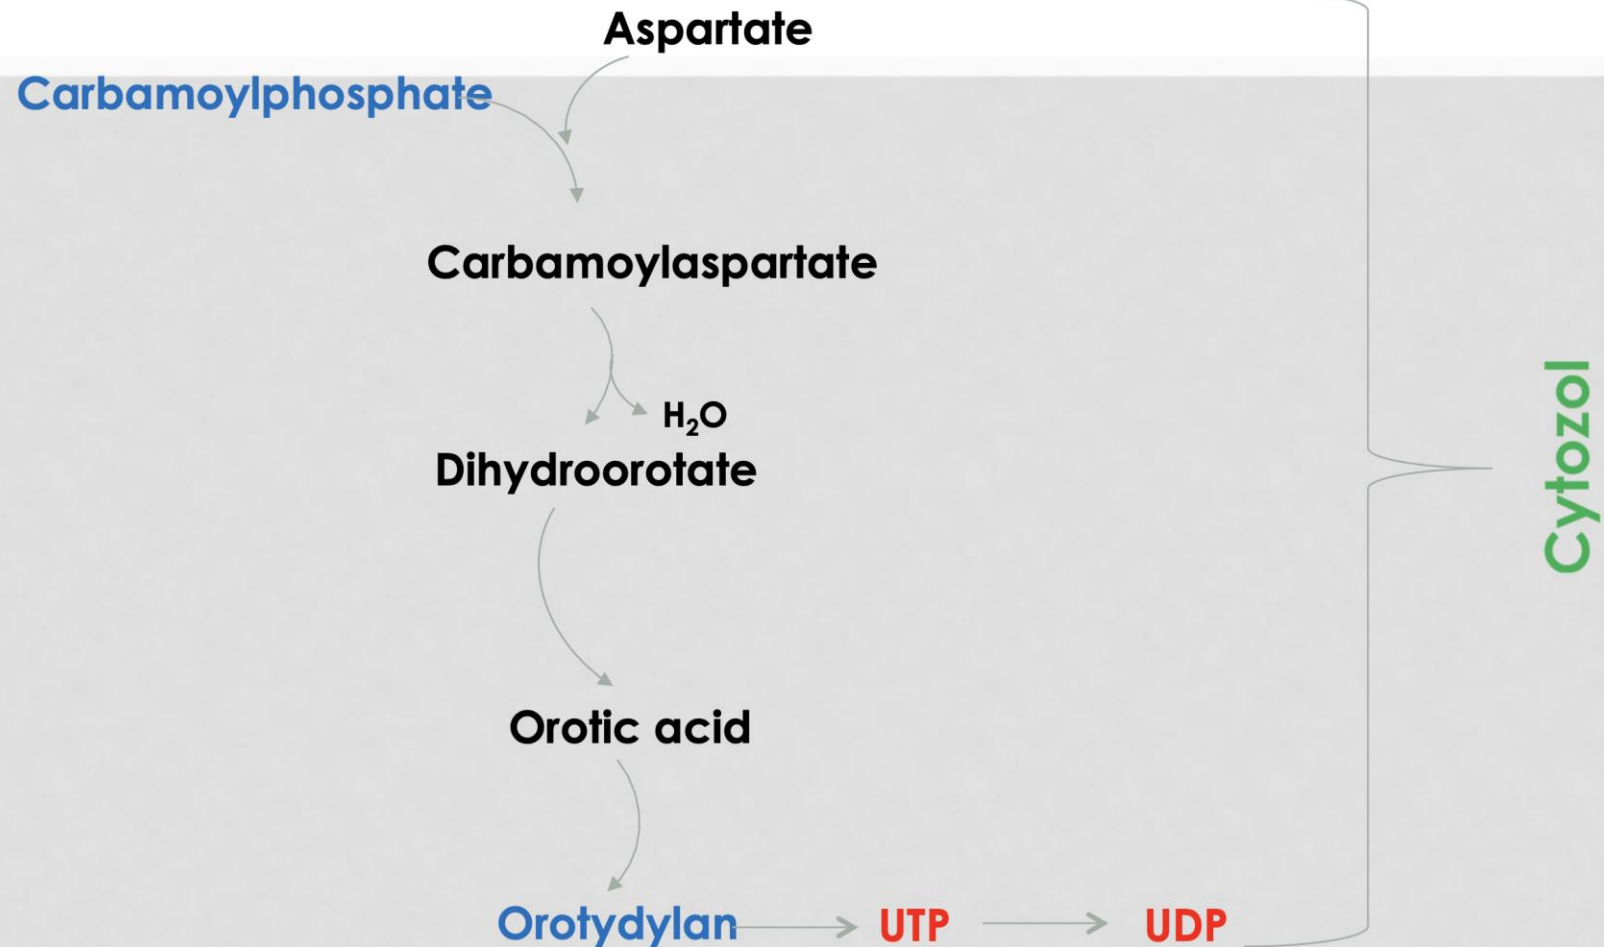 Aspartate
Carbamoylphosphate
Carbamoylaspartate
H₂O
Dihydroorotate
Orotic acid
Orotydylan
UTP
UDP
Cytozol